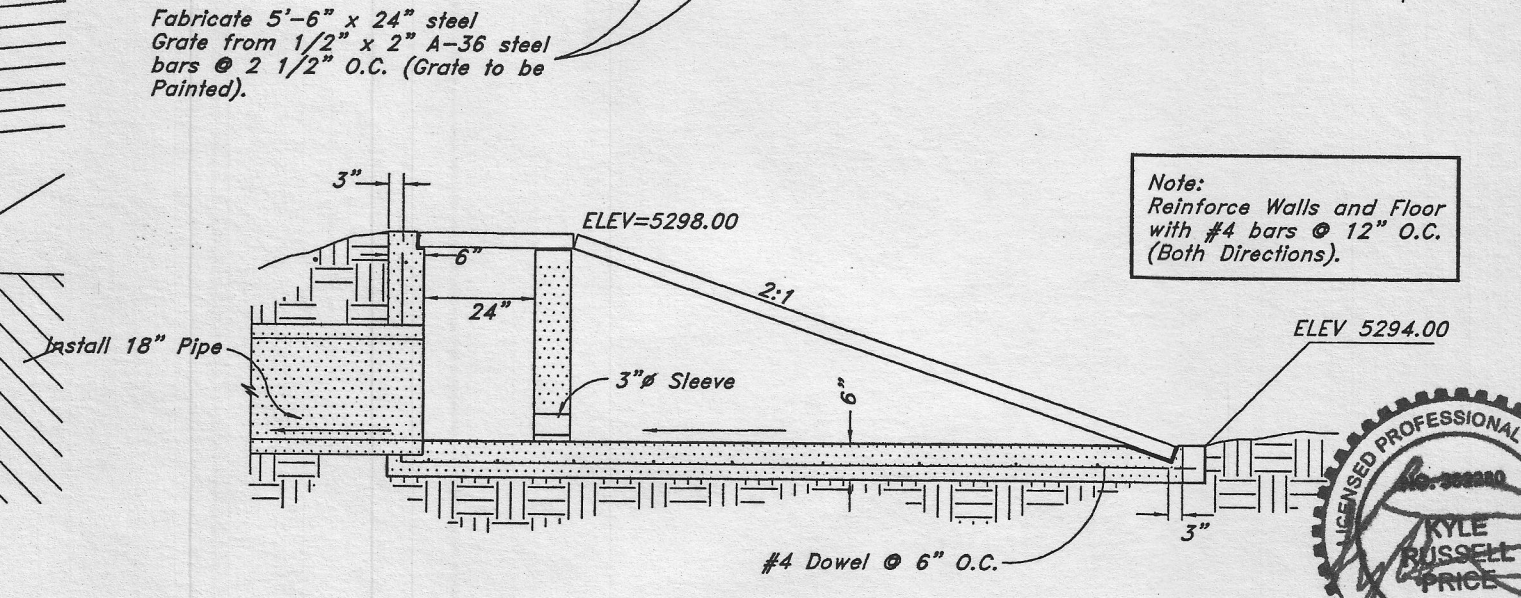 Fabricate 5'-6" x 24" steel
Grate from 1/2" x 2" A-36 steel
bars @ 2 1/2" O.C. (Grate to be
Painted).
3"
ELEV=5298.00
6"
24"
2:1
Note:
Reinforce Walls and Floor
with #4 bars @ 12" O.C.
(Both Directions).
ELEV 5294.00
Install 18" Pipe
3"ø Sleeve
6"
3"
#4 Dowel @ 6" O.C.
LICENSED PROFESSIONAL
KYLE
RUSSELL
PRICE